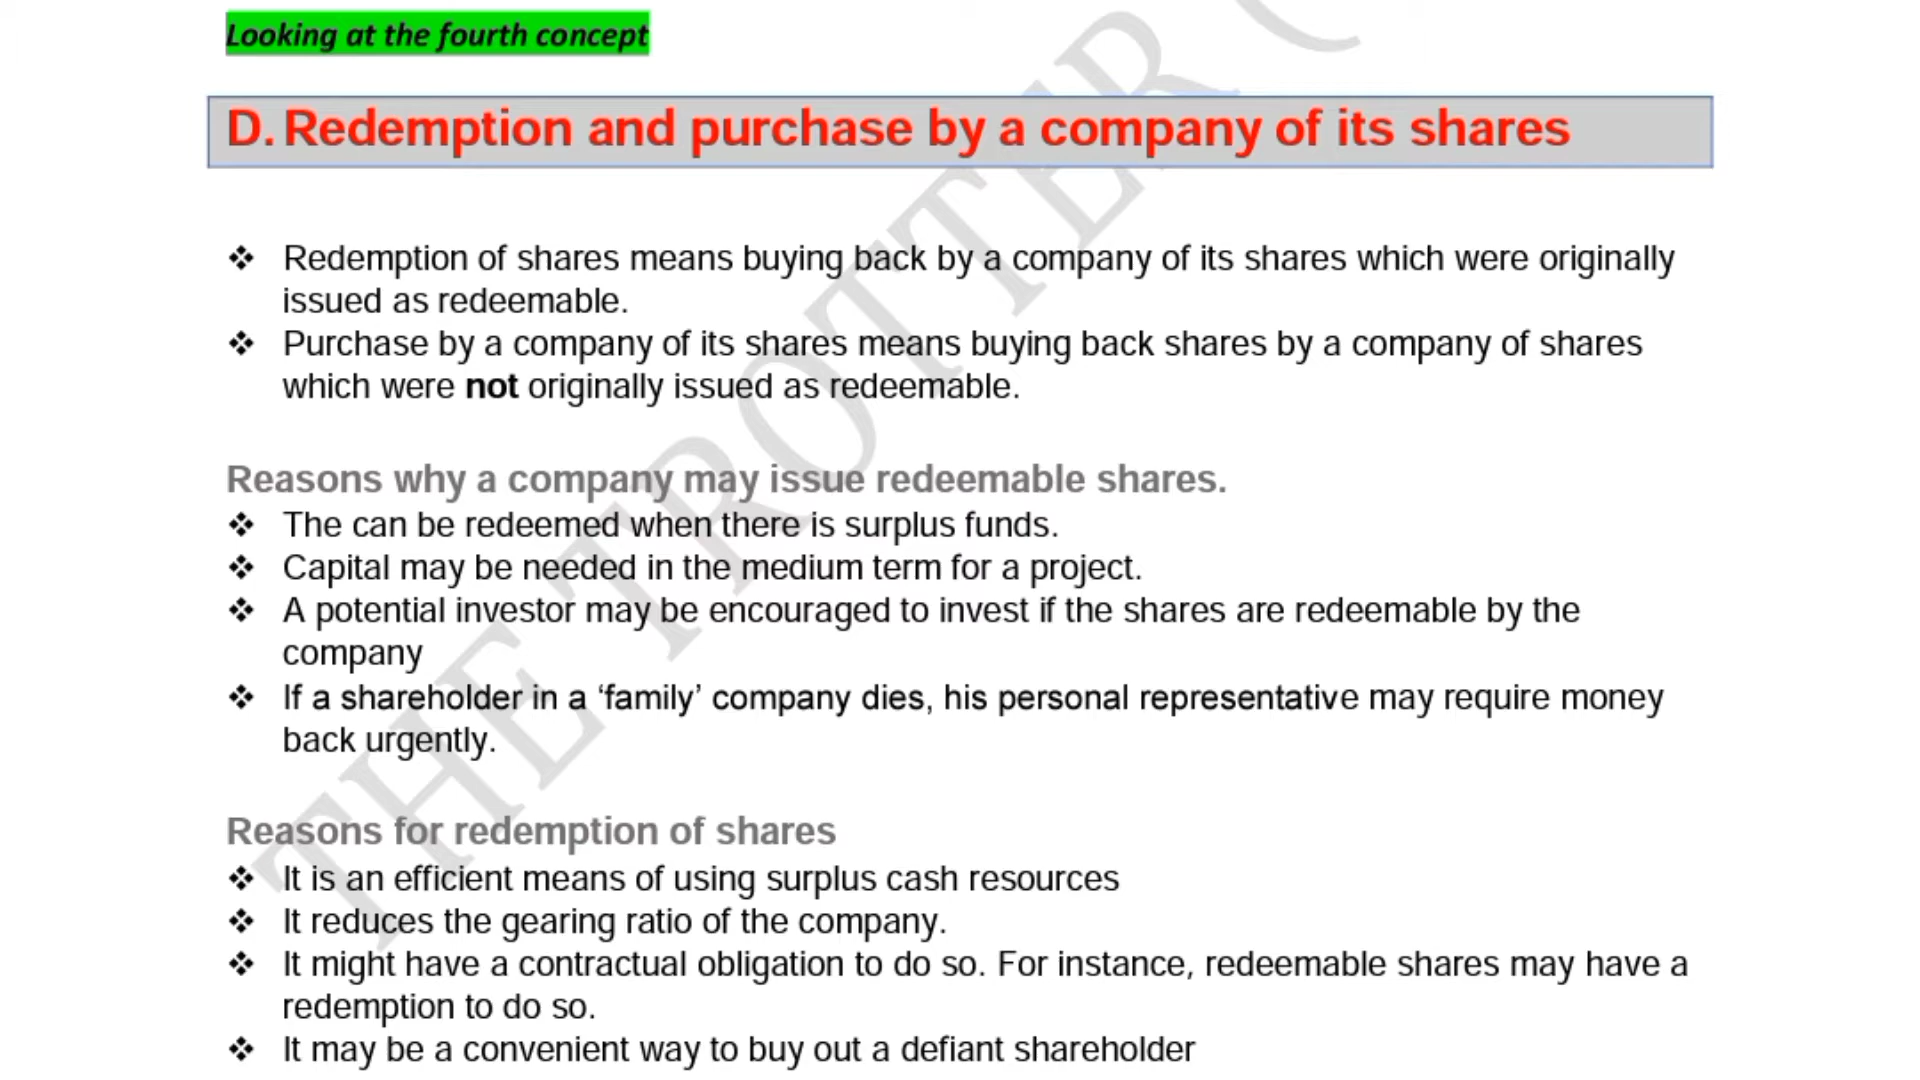 Looking at the fourth concept
D. Redemption and purchase by a company of its shares
❖ Redemption of shares means buying back by a company of its shares which were originally
issued as redeemable.
❖ Purchase by a company of its shares means buying back shares by a company of shares
which were not originally issued as redeemable.
Reasons why a company may issue redeemable shares.
❖ The can be redeemed when there is surplus funds.
❖ Capital may be needed in the medium term for a project.
❖ A potential investor may be encouraged to invest if the shares are redeemable by the
company
❖ If a shareholder in a ‘family’ company dies, his personal representative may require money
back urgently.
Reasons for redemption of shares
❖ It is an efficient means of using surplus cash resources
❖ It reduces the gearing ratio of the company.
❖ It might have a contractual obligation to do so. For instance, redeemable shares may have a
redemption to do so.
❖ It may be a convenient way to buy out a defiant shareholder
THE TROTTER (